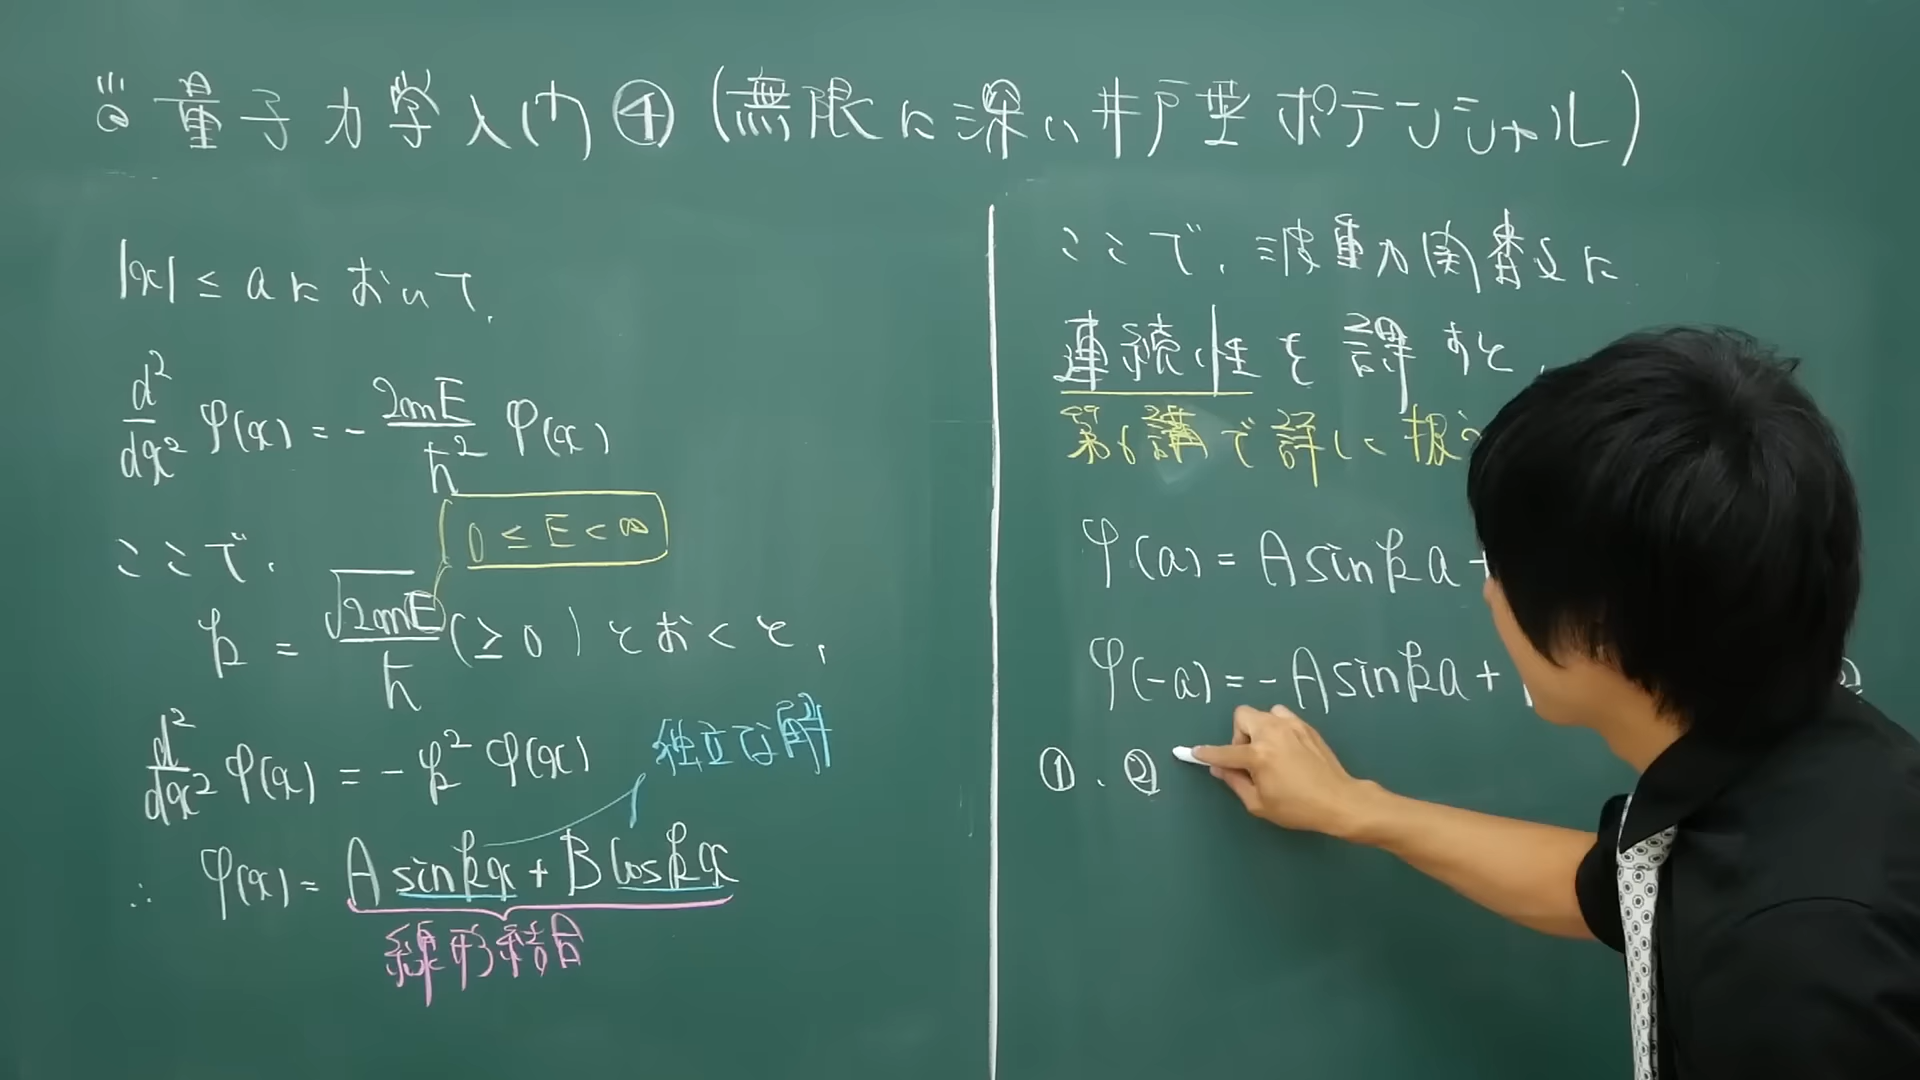 量子力学入門④(無限に深い井戸型ポテンシャル)
|x| ≤ a において、
d²/dx² φ(x) = - 2mE/ħ² φ(x)
0 ≤ E < ∞
ここで、
k = √2mE/ħ (≥0) とおくと、
d²/dx² φ(x) = -k² φ(x)
独立な解
∴ φ(x) = A sin kx + B cos kx
線形結合
ここで、波動関数に
連続性を課すと、
第6講で詳しく扱
φ(a) = A sin ka +
φ(-a) = -A sin ka +
①、②